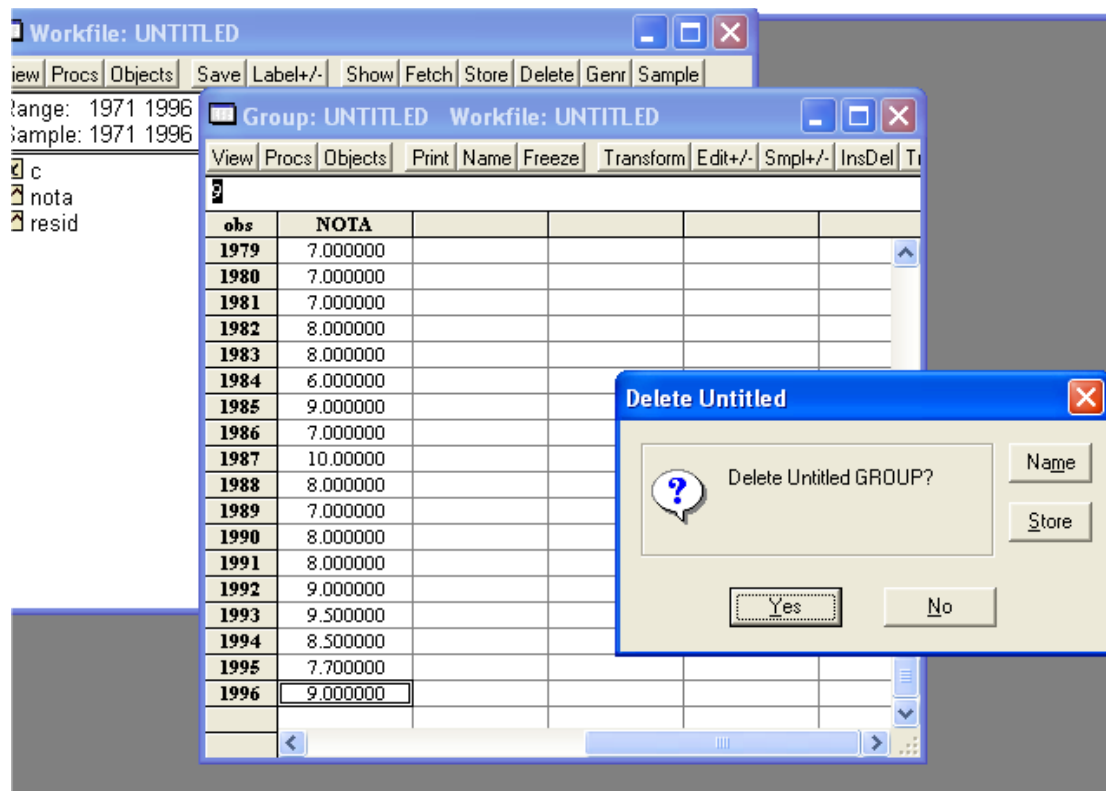 Workfile: UNTITLED
iew Procs Objects Save Label+/- Show Fetch Store Delete Genr Sample
Range: 1971 1996
Sample: 1971 1996
c
nota
resid
Group: UNTITLED Workfile: UNTITLED
View Procs Objects Print Name Freeze Transform Edit+/- Smpl+/- InsDel Tr
9
obs NOTA
1979 7.000000
1980 7.000000
1981 7.000000
1982 8.000000
1983 8.000000
1984 6.000000
1985 9.000000
1986 7.000000
1987 10.00000
1988 8.000000
1989 7.000000
1990 8.000000
1991 8.000000
1992 9.000000
1993 9.500000
1994 8.500000
1995 7.700000
1996 9.000000
Delete Untitled
Delete Untitled GROUP?
Name
Store
Yes
No